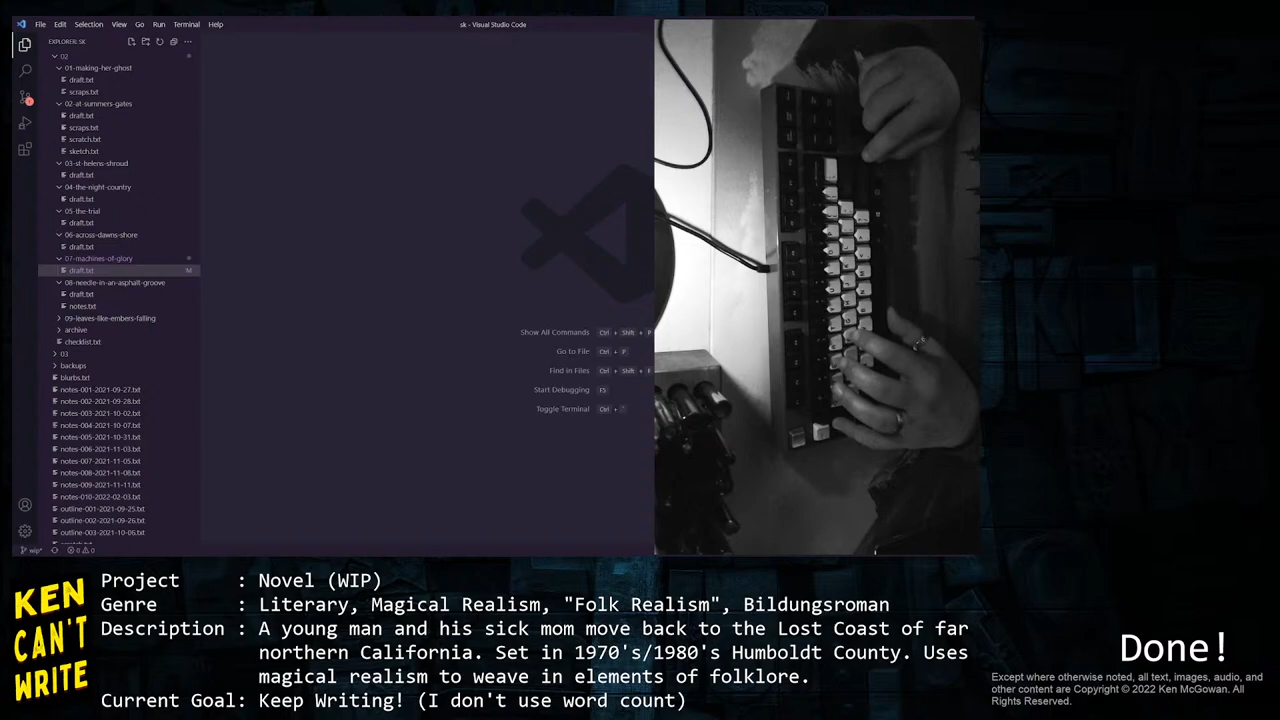 File Edit Selection View Go Run Terminal Help
sk - Visual Studio Code
EXPLORER: SK
02
01-making-her-ghost
draft.txt
scraps.txt
02-at-summers-gates
draft.txt
scraps.txt
scratch.txt
sketch.txt
03-st-helens-shroud
draft.txt
04-the-night-country
draft.txt
05-the-trial
draft.txt
06-across-dawns-shore
draft.txt
07-machines-of-glory
draft.txt M
08-needle-in-an-asphalt-groove
draft.txt
notes.txt
09-leaves-like-embers-falling
archive
checklist.txt
03
backups
blurbs.txt
notes-001-2021-09-27.txt
notes-002-2021-09-28.txt
notes-003-2021-10-02.txt
notes-004-2021-10-07.txt
notes-005-2021-10-31.txt
notes-006-2021-11-03.txt
notes-007-2021-11-05.txt
notes-008-2021-11-08.txt
notes-009-2021-11-11.txt
notes-010-2022-02-03.txt
outline-001-2021-09-25.txt
outline-002-2021-09-26.txt
outline-003-2021-10-06.txt
wip* 0 0
Show All Commands Ctrl + Shift + P
Go to File Ctrl + P
Find in Files Ctrl + Shift + F
Start Debugging F5
Toggle Terminal Ctrl + `
KEN
CAN'T
WRITE
Project : Novel (WIP)
Genre : Literary, Magical Realism, "Folk Realism", Bildungsroman
Description : A young man and his sick mom move back to the Lost Coast of far
northern California. Set in 1970's/1980's Humboldt County. Uses
magical realism to weave in elements of folklore.
Current Goal: Keep Writing! (I don't use word count)
Done!
Except where otherwise noted, all text, images, audio, and
other content are Copyright © 2022 Ken McGowan. All
Rights Reserved.